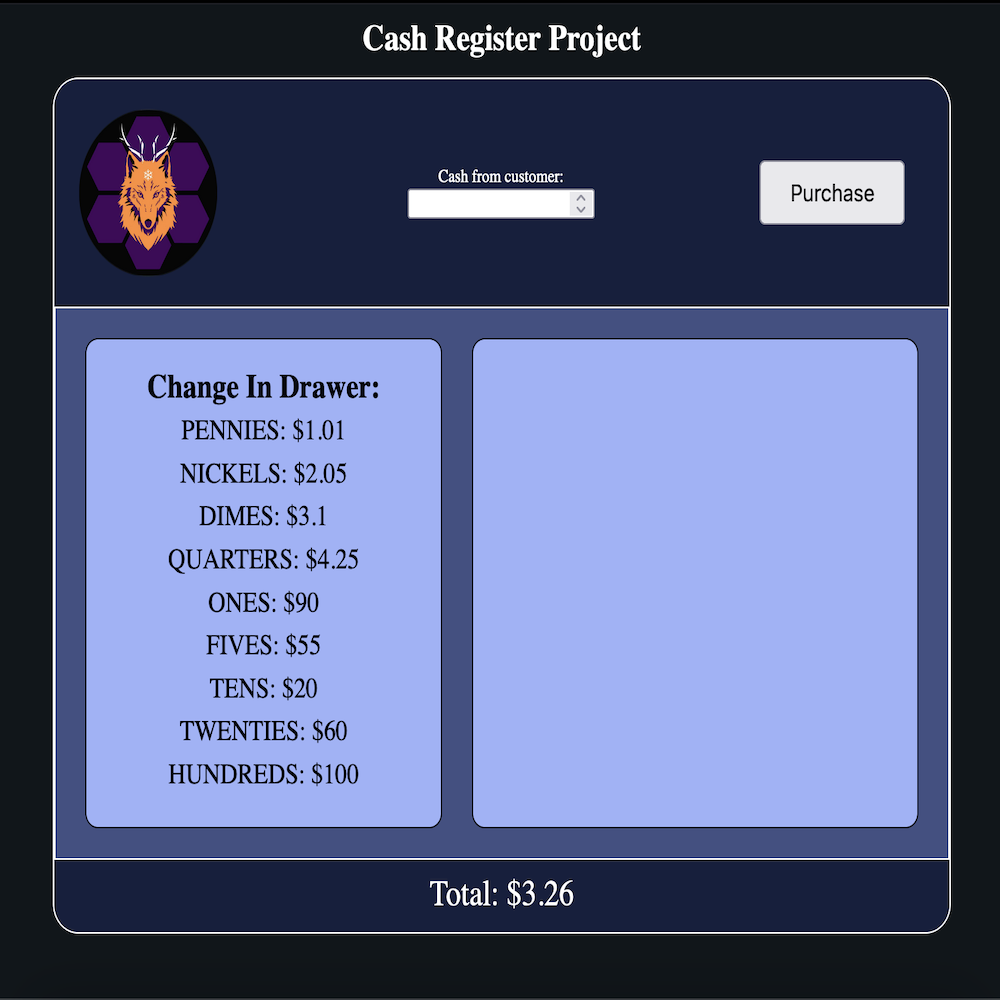 Cash Register Project
Cash from customer:
Purchase
Change In Drawer:
PENNIES: $1.01
NICKELS: $2.05
DIMES: $3.1
QUARTERS: $4.25
ONES: $90
FIVES: $55
TENS: $20
TWENTIES: $60
HUNDREDS: $100
Total: $3.26